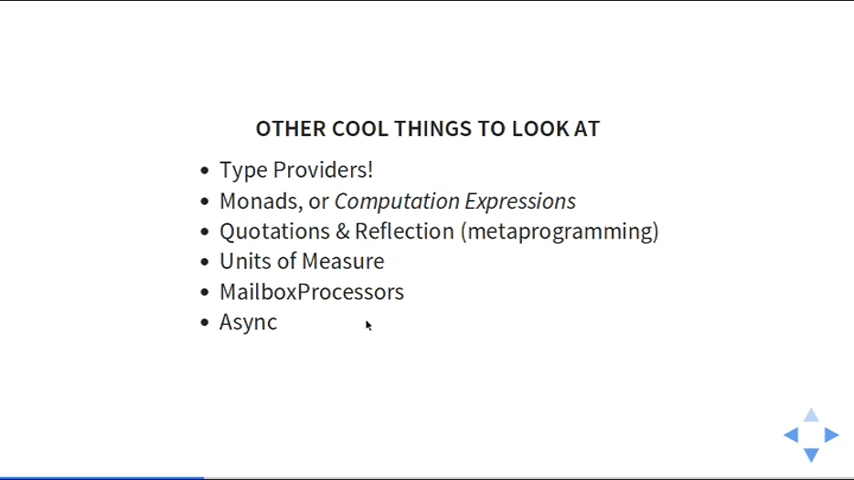 OTHER COOL THINGS TO LOOK AT
• Type Providers!
• Monads, or Computation Expressions
• Quotations & Reflection (metaprogramming)
• Units of Measure
• MailboxProcessors
• Async